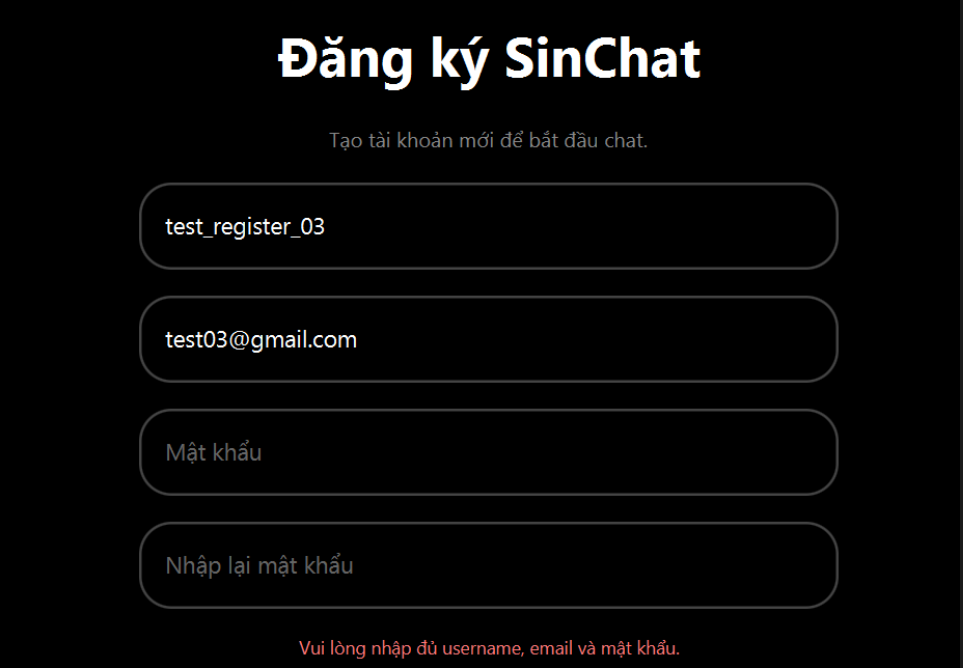 Đăng ký SinChat
Tạo tài khoản mới để bắt đầu chat.
test_register_03
test03@gmail.com
Mật khẩu
Nhập lại mật khẩu
Vui lòng nhập đủ username, email và mật khẩu.